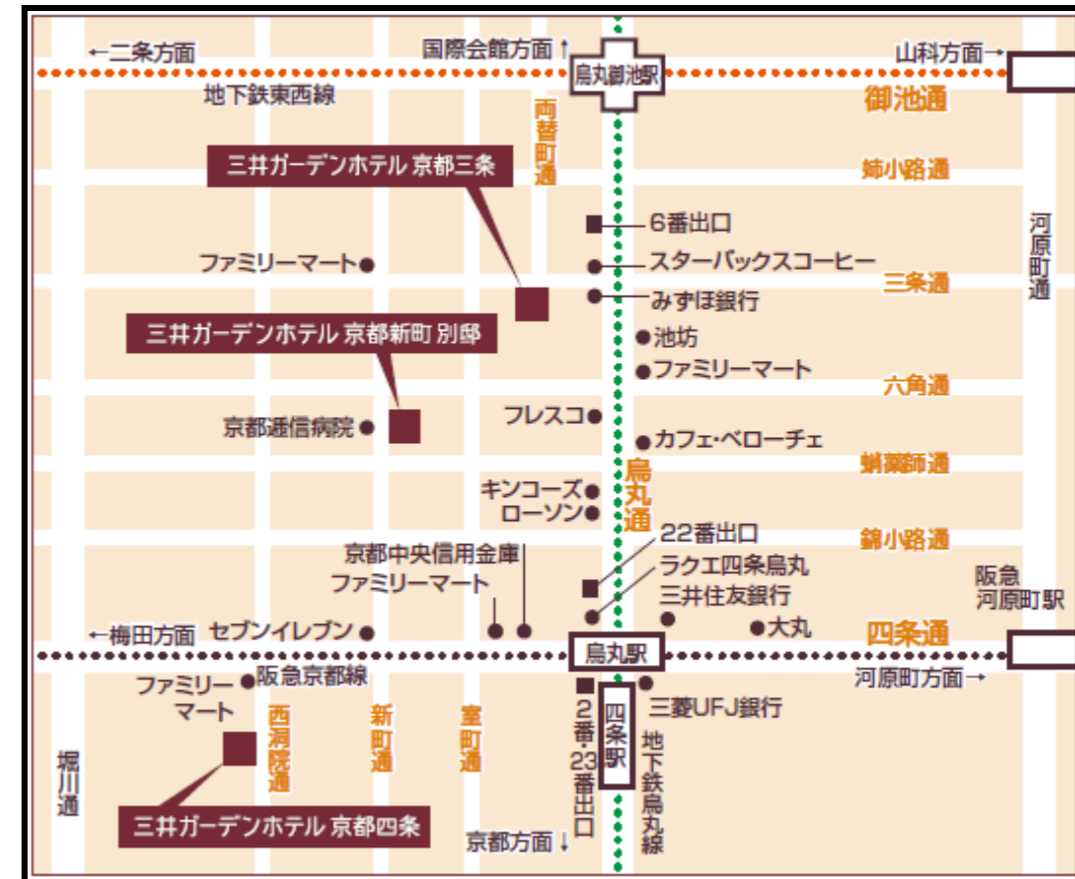 ←二条方面
国際会館方面↑
烏丸御池駅
山科方面→
地下鉄東西線
御池通
両替町通
三井ガーデンホテル 京都三条
姉小路通
6番出口
河原町通
ファミリーマート
スターバックスコーヒー
三条通
みずほ銀行
三井ガーデンホテル 京都新町 別邸
池坊
ファミリーマート
六角通
フレスコ
京都逓信病院
カフェ・ベローチェ
蛸薬師通
烏丸通
キンコーズ
ローソン
22番出口
錦小路通
京都中央信用金庫
ラクエ四条烏丸
ファミリーマート
三井住友銀行
阪急
河原町駅
←梅田方面
セブンイレブン
大丸
四条通
烏丸駅
阪急京都線
河原町方面→
ファミリー
マート
西洞院通
新町通
室町通
2番・23番出口
四条駅
三菱UFJ銀行
地下鉄烏丸線
堀川通
三井ガーデンホテル 京都四条
京都方面↓